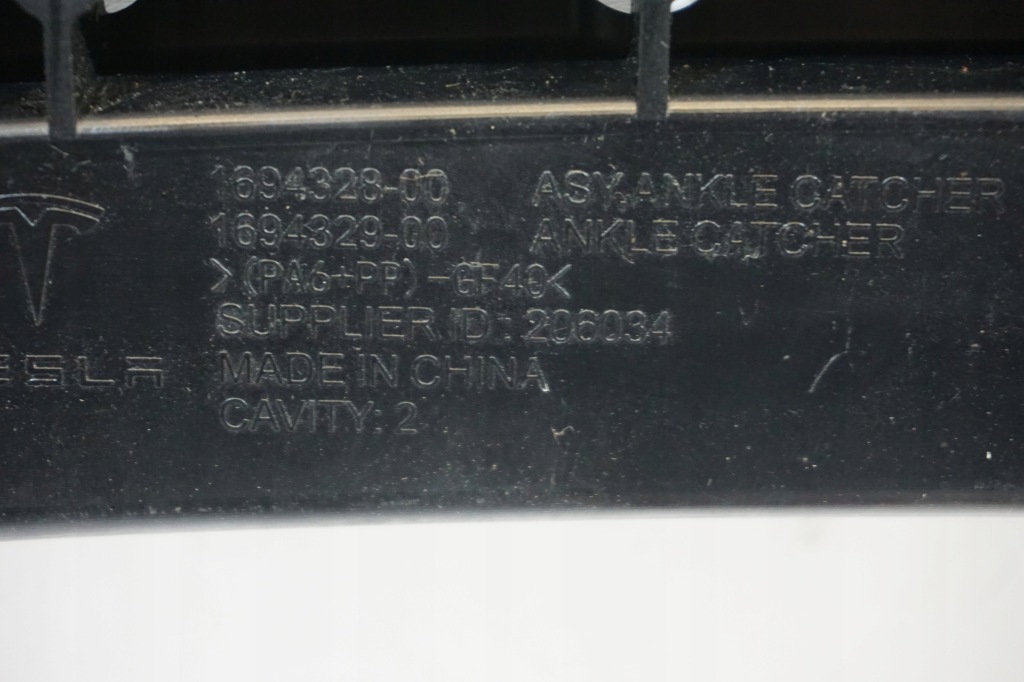 1694328-00 ASY,ANKLE CATCHER
1694329-00 ANKLE CATCHER
>(PA6+PP)-GF40<
SUPPLIER ID: 206034
MADE IN CHINA
CAVITY: 2
ESLA